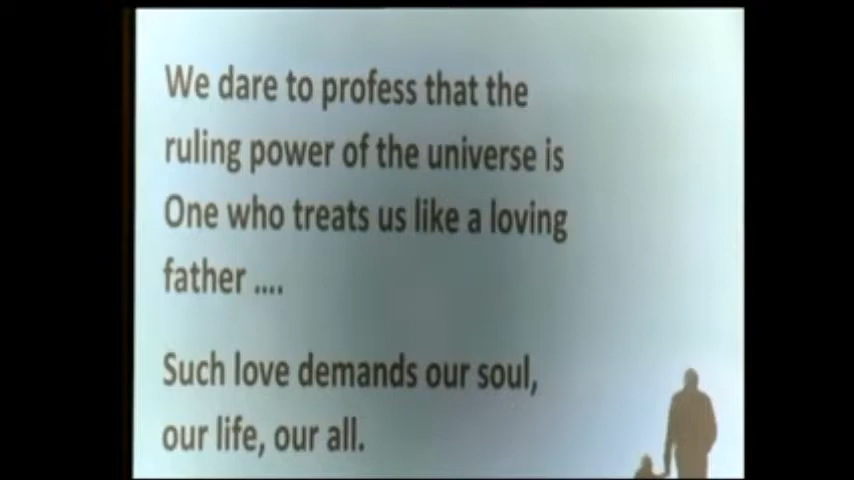 We dare to profess that the
ruling power of the universe is
One who treats us like a loving
father ....
Such love demands our soul,
our life, our all.